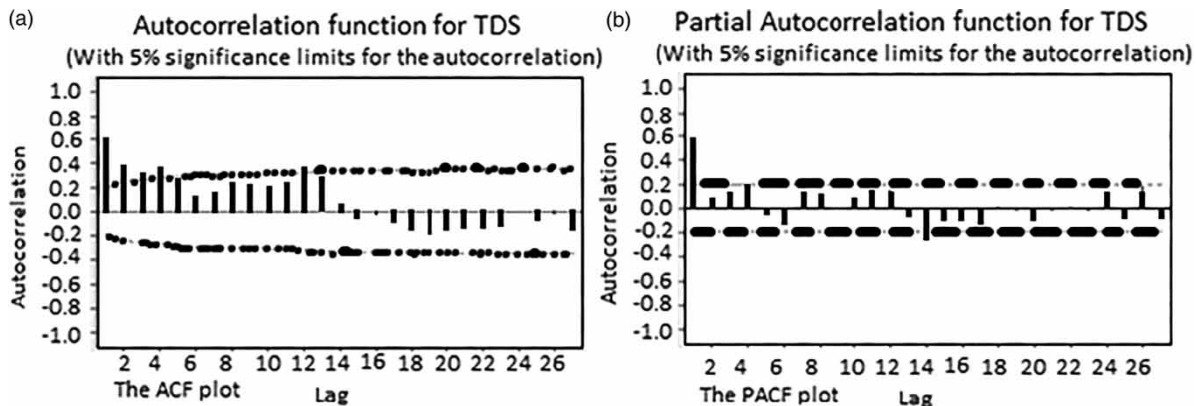 (a)
Autocorrelation function for TDS
(With 5% significance limits for the autocorrelation)
Autocorrelation
1.0
0.8
0.6
0.4
0.2
0.0
-0.2
-0.4
-0.6
-0.8
-1.0
2 4 6 8 10 12 14 16 18 20 22 24 26
The ACF plot
Lag
(b)
Partial Autocorrelation function for TDS
(With 5% significance limits for the autocorrelation)
Autocorrelation
1.0
0.8
0.6
0.4
0.2
0.0
-0.2
-0.4
-0.6
-0.8
-1.0
2 4 6 8 10 12 14 16 18 20 22 24 26
The PACF plot
Lag